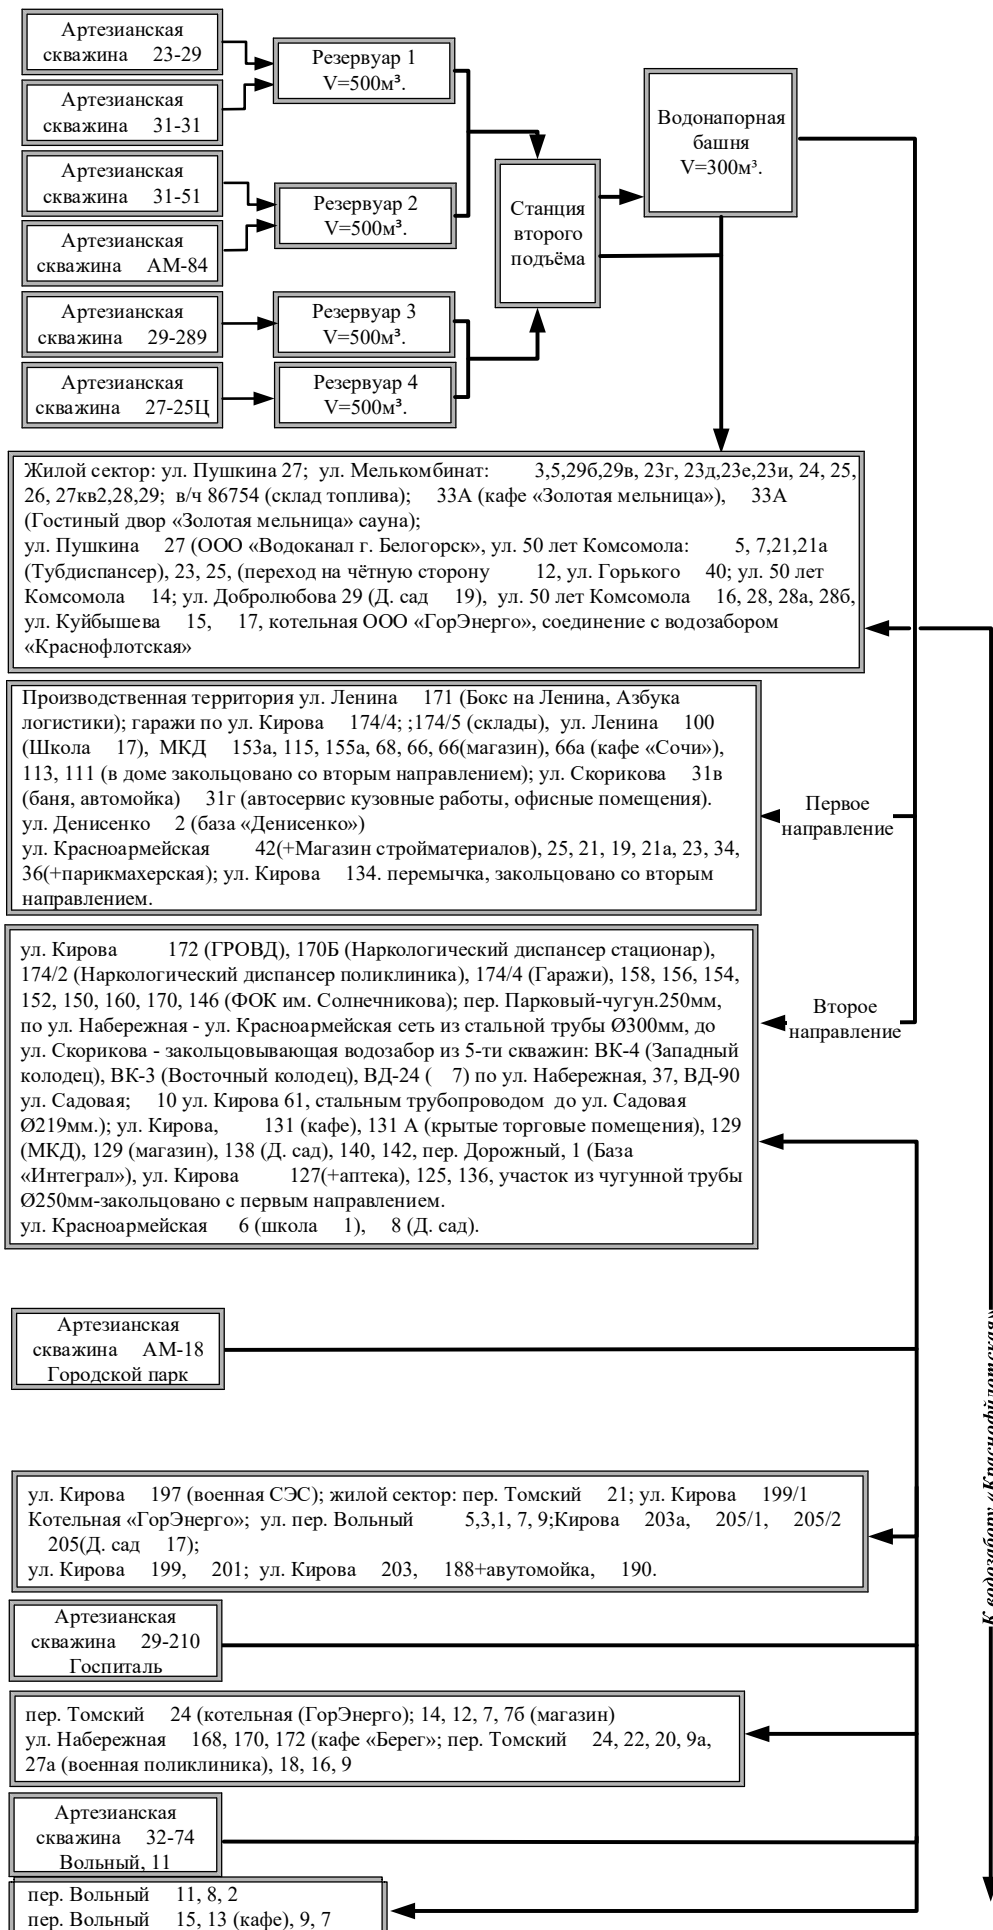 Артезианская
скважина 23-29
Артезианская
скважина 31-31
Артезианская
скважина 31-51
Артезианская
скважина АМ-84
Артезианская
скважина 29-289
Артезианская
скважина 27-25Ц
Резервуар 1
V=500м³.
Резервуар 2
V=500м³.
Резервуар 3
V=500м³.
Резервуар 4
V=500м³.
Станция
второго
подъёма
Водонапорная
башня
V=300м³.
Жилой сектор: ул. Пушкина 27; ул. Мелькомбинат: 3,5,29б,29в, 23г, 23д,23е,23и, 24, 25,
26, 27кв2,28,29; в/ч 86754 (склад топлива); 33А (кафе «Золотая мельница»), 33А
(Гостиный двор «Золотая мельница» сауна);
ул. Пушкина 27 (ООО «Водоканал г. Белогорск», ул. 50 лет Комсомола: 5, 7,21,21а
(Тубдиспансер), 23, 25, (переход на чётную сторону 12, ул. Горького 40; ул. 50 лет
Комсомола 14; ул. Добролюбова 29 (Д. сад 19), ул. 50 лет Комсомола 16, 28, 28а, 28б,
ул. Куйбышева 15, 17, котельная ООО «ГорЭнерго», соединение с водозабором
«Краснофлотская»
Производственная территория ул. Ленина 171 (Бокс на Ленина, Азбука
логистики); гаражи по ул. Кирова 174/4; ;174/5 (склады), ул. Ленина 100
(Школа 17), МКД 153а, 115, 155а, 68, 66, 66(магазин), 66а (кафе «Сочи»),
113, 111 (в доме закольцовано со вторым направлением); ул. Скорикова 31в
(баня, автомойка) 31г (автосервис кузовные работы, офисные помещения).
ул. Денисенко 2 (база «Денисенко»)
ул. Красноармейская 42(+Магазин стройматериалов), 25, 21, 19, 21а, 23, 34,
36(+парикмахерская); ул. Кирова 134. перемычка, закольцовано со вторым
направлением.
Первое
направление
ул. Кирова 172 (ГРОВД), 170Б (Наркологический диспансер стационар),
174/2 (Наркологический диспансер поликлиника), 174/4 (Гаражи), 158, 156, 154,
152, 150, 160, 170, 146 (ФОК им. Солнечникова); пер. Парковый-чугун.250мм,
по ул. Набережная - ул. Красноармейская сеть из стальной трубы Ø300мм, до
ул. Скорикова - закольцовывающая водозабор из 5-ти скважин: ВК-4 (Западный
колодец), ВК-3 (Восточный колодец), ВД-24 ( 7) по ул. Набережная, 37, ВД-90
ул. Садовая; 10 ул. Кирова 61, стальным трубопроводом до ул. Садовая
Ø219мм.); ул. Кирова, 131 (кафе), 131 А (крытые торговые помещения), 129
(МКД), 129 (магазин), 138 (Д. сад), 140, 142, пер. Дорожный, 1 (База
«Интеграл»), ул. Кирова 127(+аптека), 125, 136, участок из чугунной трубы
Ø250мм-закольцовано с первым направлением.
ул. Красноармейская 6 (школа 1), 8 (Д. сад).
Второе
направление
Артезианская
скважина АМ-18
Городской парк
К водозабору «Краснофйлотская»
ул. Кирова 197 (военная СЭС); жилой сектор: пер. Томский 21; ул. Кирова 199/1
Котельная «ГорЭнерго»; ул. пер. Вольный 5,3,1, 7, 9;Кирова 203а, 205/1, 205/2
205(Д. сад 17);
ул. Кирова 199, 201; ул. Кирова 203, 188+авутомойка, 190.
Артезианская
скважина 29-210
Госпиталь
пер. Томский 24 (котельная (ГорЭнерго); 14, 12, 7, 7б (магазин)
ул. Набережная 168, 170, 172 (кафе «Берег»; пер. Томский 24, 22, 20, 9а,
27а (военная поликлиника), 18, 16, 9
Артезианская
скважина 32-74
Вольный, 11
пер. Вольный 11, 8, 2
пер. Вольный 15, 13 (кафе), 9, 7